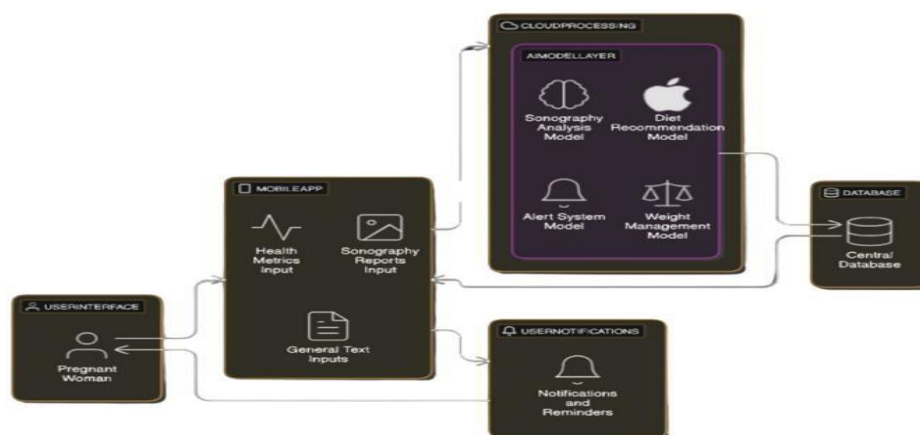 CLOUDPROCESSING
AIMODELLAYER
Sonography
Analysis
Model
Diet
Recommendation
Model
Alert System
Model
Weight
Management
Model
MOBILEAPP
Health
Metrics
Input
Sonography
Reports
Input
General Text
Inputs
DATABASE
Central
Database
USERINTERFACE
Pregnant
Woman
USERNOTIFICATIONS
Notifications
and
Reminders